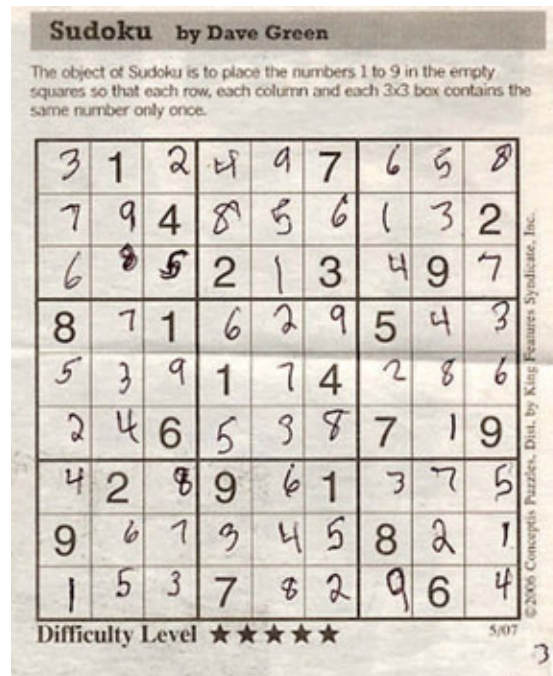 Sudoku by Dave Green
The object of Sudoku is to place the numbers 1 to 9 in the empty
squares so that each row, each column and each 3x3 box contains the
same number only once.
3 1 2 4 9 7 6 5 8
7 9 4 8 5 6 1 3 2
6 8 5 2 1 3 4 9 7
8 7 1 6 2 9 5 4 3
5 3 9 1 7 4 2 8 6
2 4 6 5 3 8 7 1 9
4 2 8 9 6 1 3 7 5
9 6 7 3 4 5 8 2 1
1 5 3 7 8 2 9 6 4
Difficulty Level ★★★★★
5/07
©2006 Conceptis Puzzles, Dist. by King Features Syndicate, Inc.
3